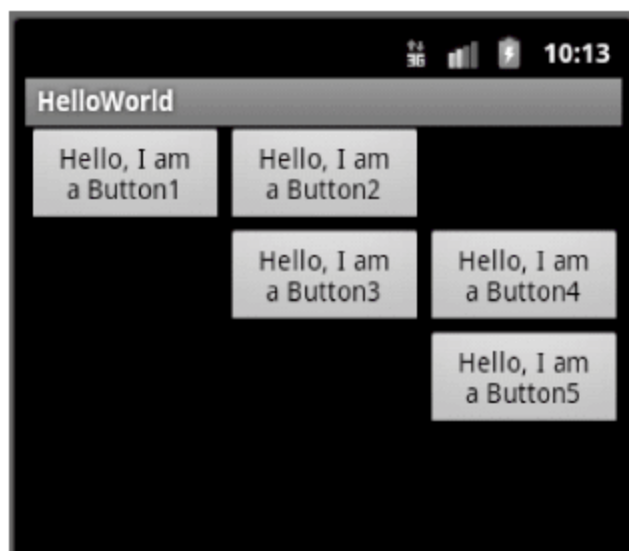 3G 10:13
HelloWorld
Hello, I am
a Button1
Hello, I am
a Button2
Hello, I am
a Button3
Hello, I am
a Button4
Hello, I am
a Button5